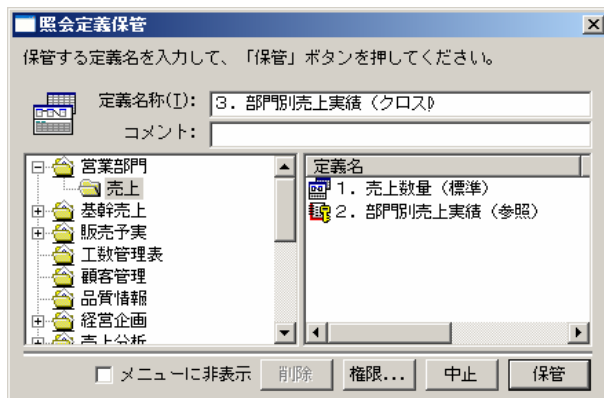 照会定義保管
保管する定義名を入力して、「保管」ボタンを押してください。
定義名称(I): 3．部門別売上実績（クロス）
コメント:
営業部門
売上
基幹売上
販売予実
工数管理表
顧客管理
品質情報
経営企画
売上分析
定義名
1．売上数量（標準）
2．部門別売上実績（参照）
メニューに非表示 削除 権限... 中止 保管